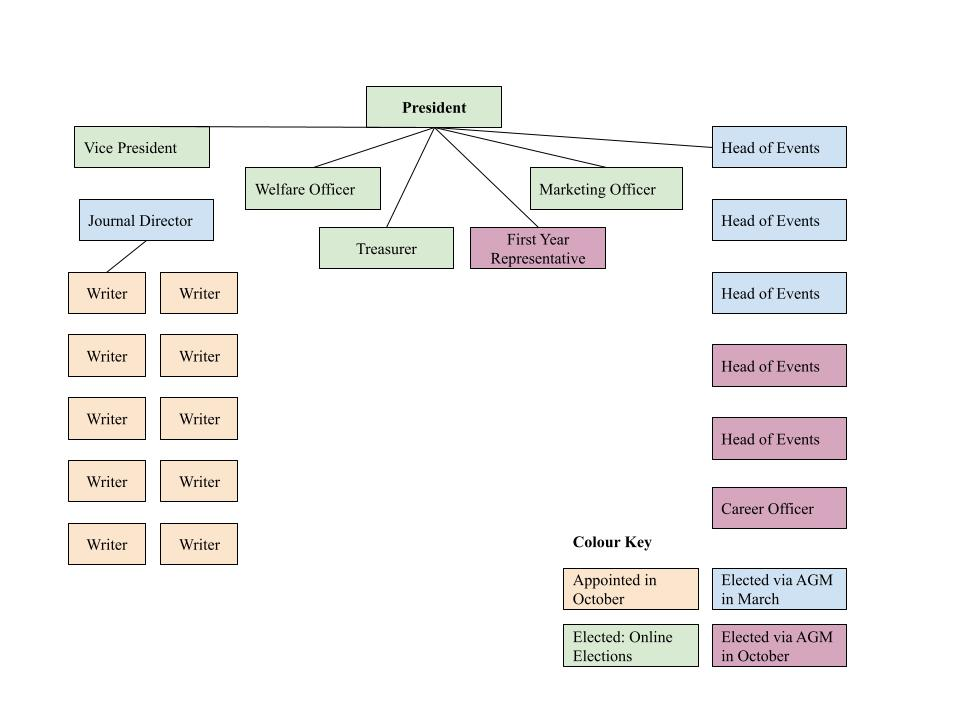 President
Vice President
Head of Events
Welfare Officer
Marketing Officer
Journal Director
Head of Events
Treasurer
First Year
Representative
Writer
Writer
Head of Events
Writer
Writer
Head of Events
Writer
Writer
Head of Events
Writer
Writer
Career Officer
Writer
Writer
Colour Key
Appointed in
October
Elected via AGM
in March
Elected: Online
Elections
Elected via AGM
in October